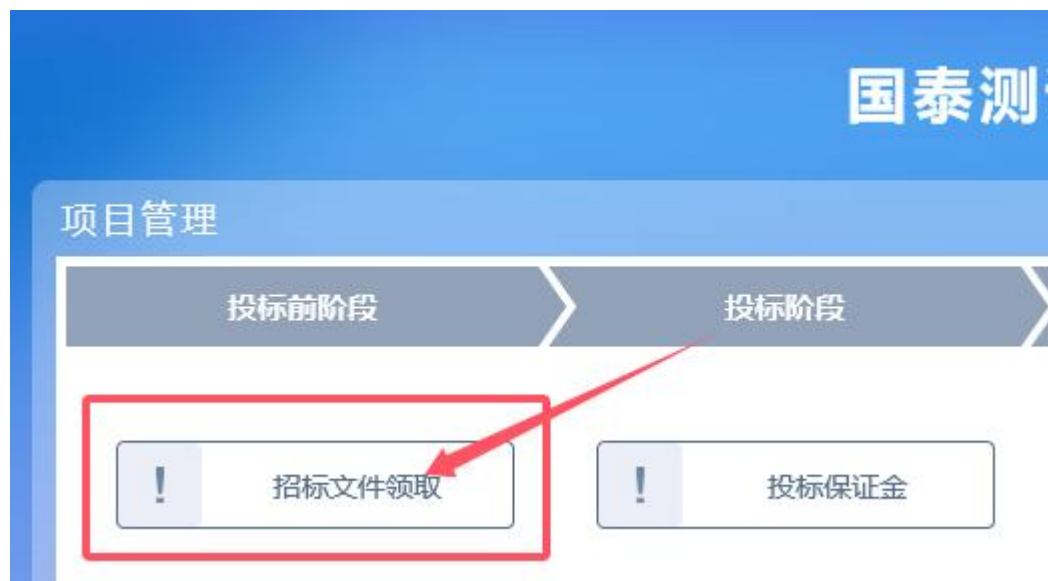 国泰测
项目管理
投标前阶段
投标阶段
! 招标文件领取
! 投标保证金